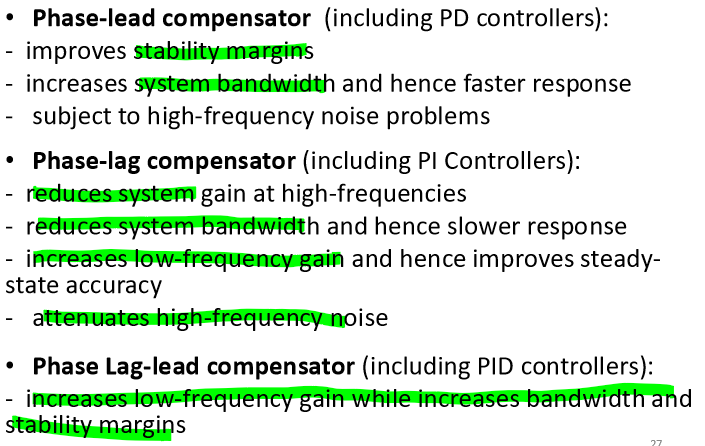 • Phase-lead compensator (including PD controllers):
- improves stability margins
- increases system bandwidth and hence faster response
- subject to high-frequency noise problems
• Phase-lag compensator (including PI Controllers):
- reduces system gain at high-frequencies
- reduces system bandwidth and hence slower response
- increases low-frequency gain and hence improves steady-
state accuracy
- attenuates high-frequency noise
• Phase Lag-lead compensator (including PID controllers):
- increases low-frequency gain while increases bandwidth and
stability margins
27